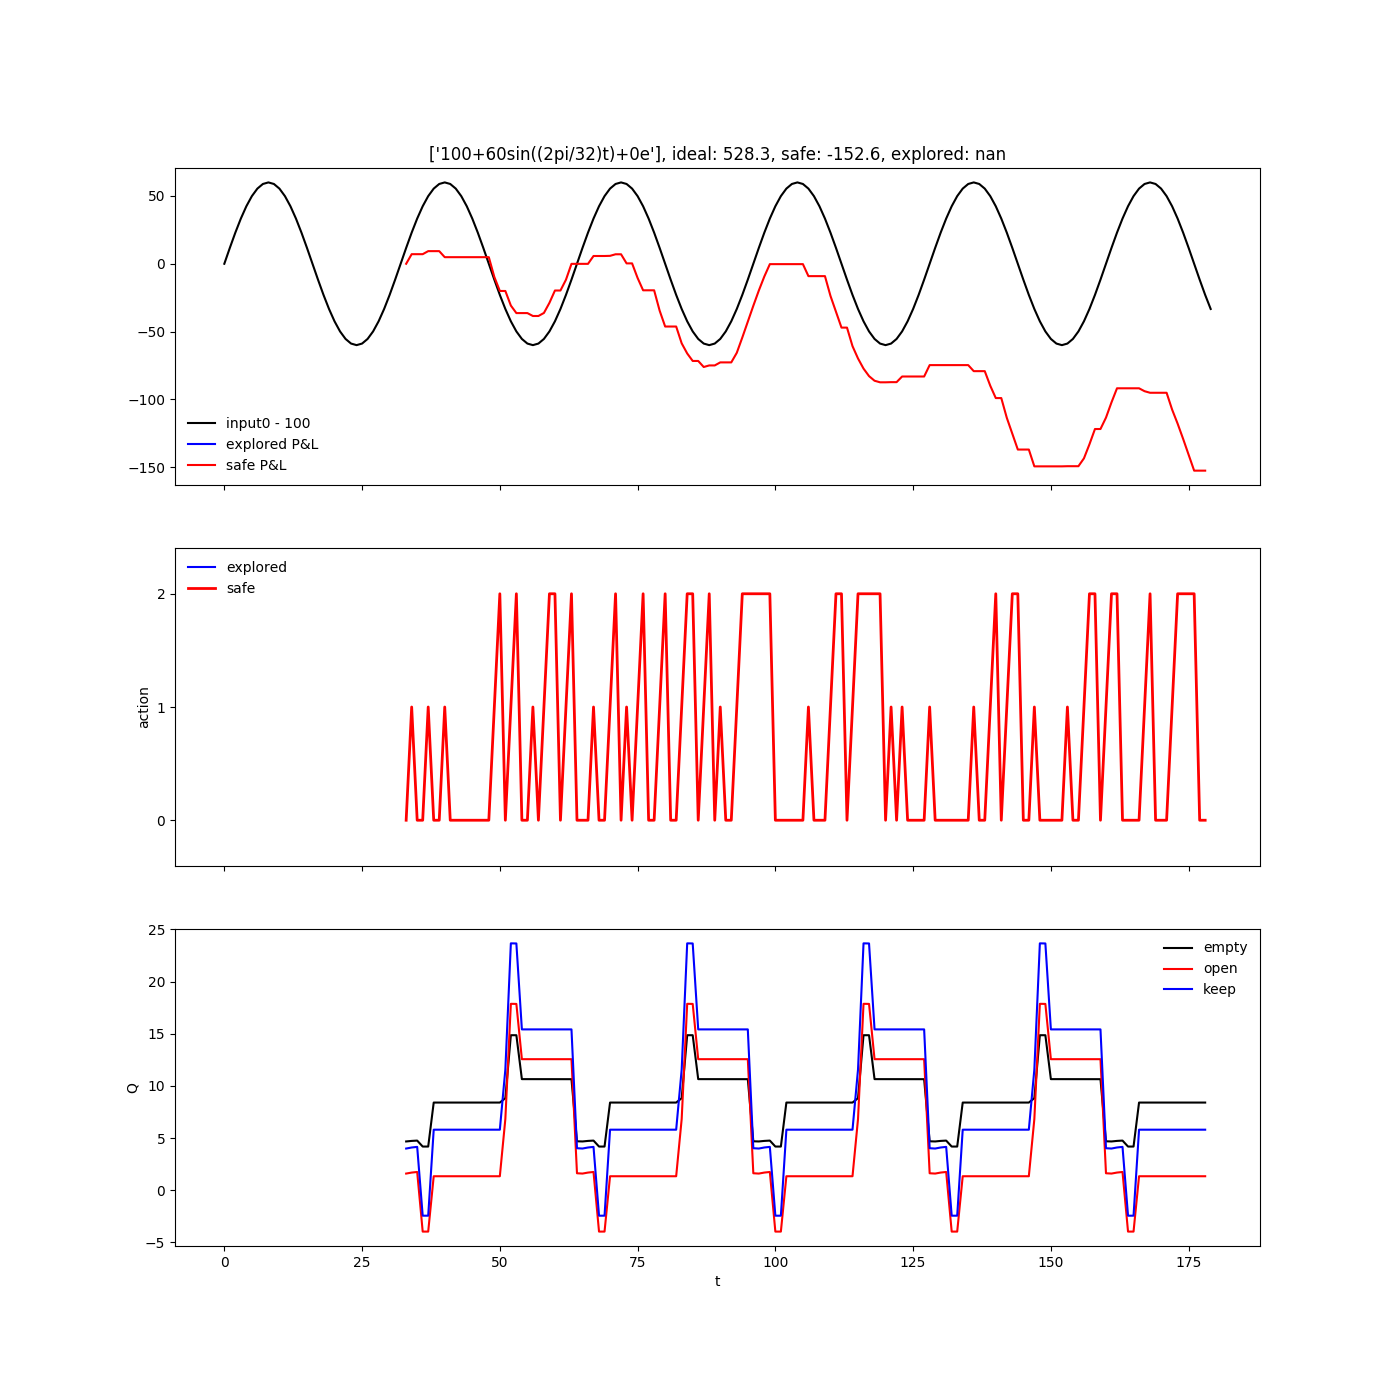 ['100+60sin((2pi/32)t)+0e'], ideal: 528.3, safe: -152.6, explored: nan
50
0
−50
−100
−150
input0 - 100
explored P&L
safe P&L
explored
safe
2
1
0
action
25
20
15
10
5
0
−5
Q
empty
open
keep
0 25 50 75 100 125 150 175
t